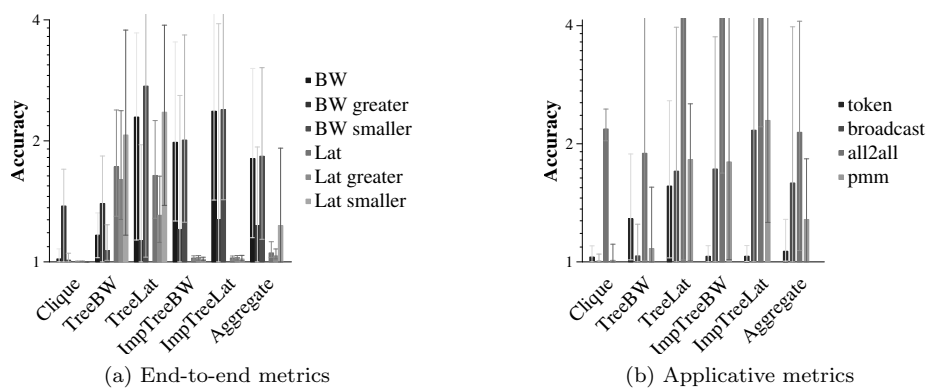 4
2
1
Accuracy
Clique
TreeBW
TreeLat
ImpTreeBW
ImpTreeLat
Aggregate
BW
BW greater
BW smaller
Lat
Lat greater
Lat smaller
(a) End-to-end metrics
4
2
1
Accuracy
Clique
TreeBW
TreeLat
ImpTreeBW
ImpTreeLat
Aggregate
token
broadcast
all2all
pmm
(b) Applicative metrics